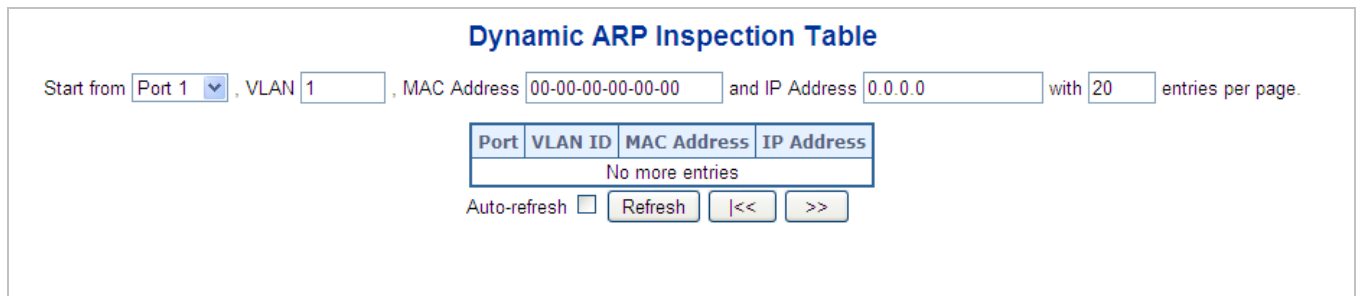 Dynamic ARP Inspection Table
Start from Port 1 , VLAN 1 , MAC Address 00-00-00-00-00-00 and IP Address 0.0.0.0 with 20 entries per page.
Port VLAN ID MAC Address IP Address
No more entries
Auto-refresh Refresh |<< >>